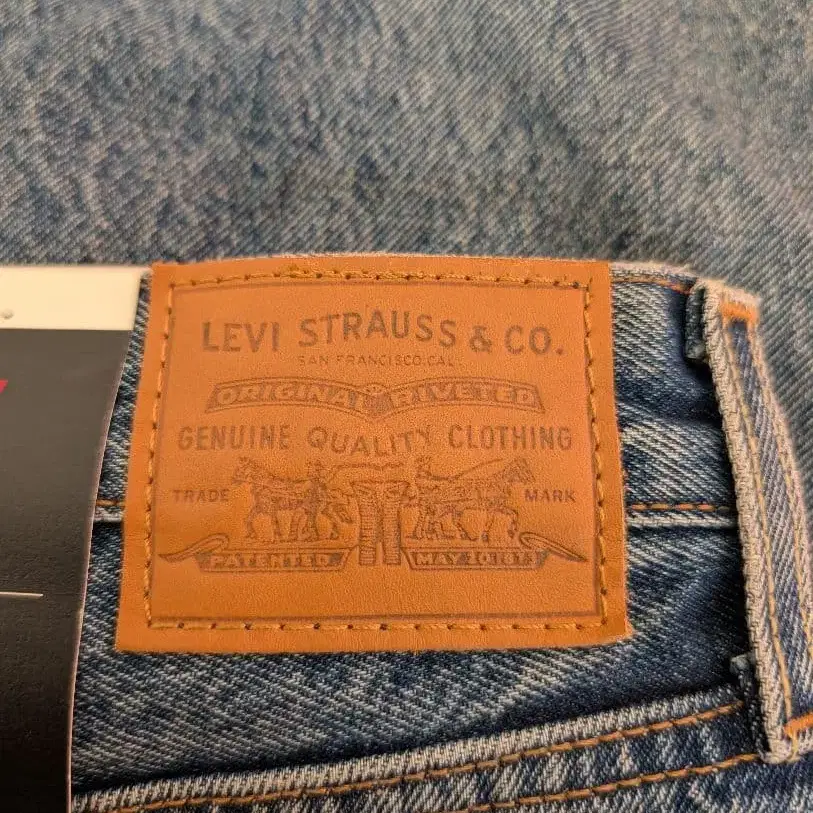 LEVI STRAUSS & CO.
SAN FRANCISCO.CAL
ORIGINAL RIVETED
GENUINE QUALITY CLOTHING
TRADE MARK
PATENTED MAY 20 1873